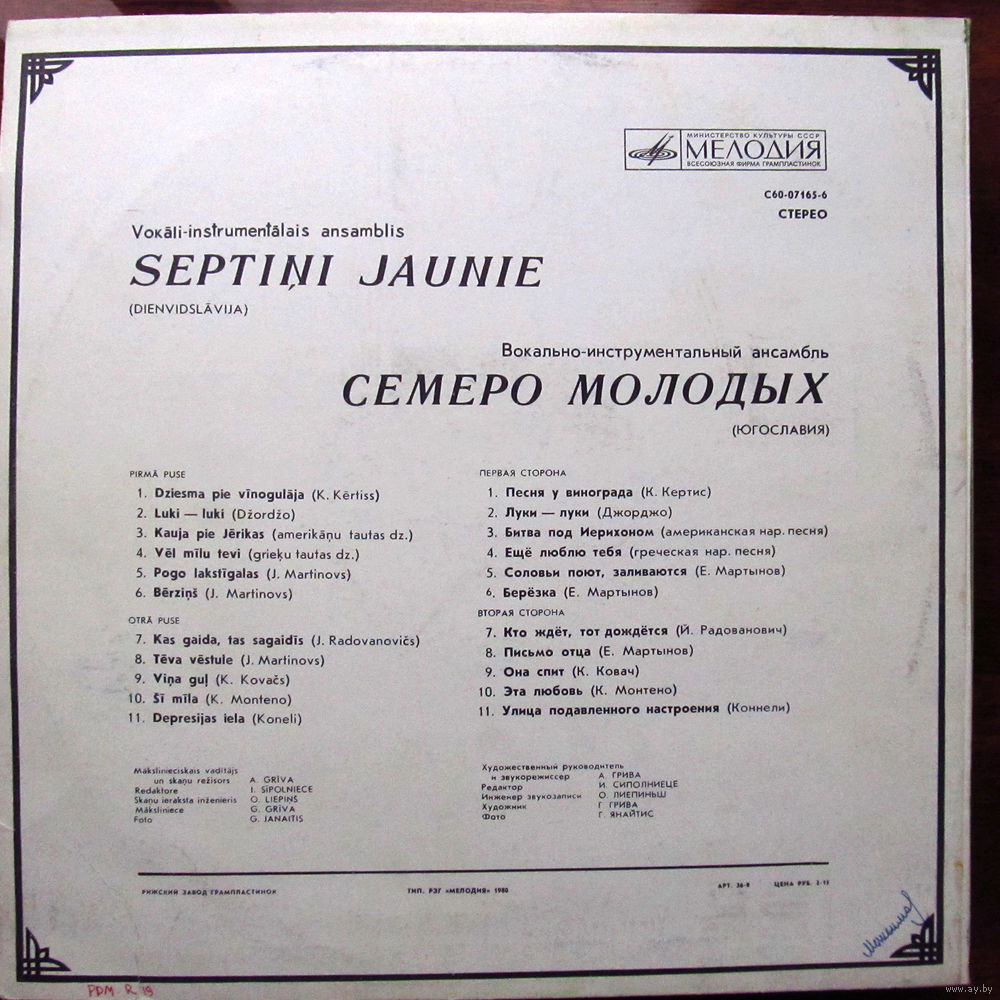 МИНИСТЕРСТВО КУЛЬТУРЫ СССР
МЕЛОДИЯ
ВСЕСОЮЗНАЯ ФИРМА ГРАМПЛАСТИНОК
С60-07165-6
СТЕРЕО
Vokāli-instrumentālais ansamblis
SEPTIŅI JAUNIE
(DIENVIDSLĀVIJA)
Вокально-инструментальный ансамбль
СЕМЕРО МОЛОДЫХ
(ЮГОСЛАВИЯ)
PIRMĀ PUSE
1. Dziesma pie vīnogulāja (K. Kērtiss)
2. Luki — luki (Džordžo)
3. Kauja pie Jērikas (amerikāņu tautas dz.)
4. Vēl mīlu tevi (grieķu tautas dz.)
5. Pogo lakstīgalas (J. Martinovs)
6. Bērziņš (J. Martinovs)
OTRĀ PUSE
7. Kas gaida, tas sagaidīs (J. Radovanovičs)
8. Tēva vēstule (J. Martinovs)
9. Viņa guļ (K. Kovačs)
10. Šī mīla (K. Monteno)
11. Depresijas iela (Koneli)
ПЕРВАЯ СТОРОНА
1. Песня у винограда (К. Кертис)
2. Луки — луки (Джорджо)
3. Битва под Иерихоном (американская нар. песня)
4. Ещё люблю тебя (греческая нар. песня)
5. Соловьи поют, заливаются (Е. Мартынов)
6. Берёзка (Е. Мартынов)
ВТОРАЯ СТОРОНА
7. Кто ждёт, тот дождётся (Й. Радованович)
8. Письмо отца (Е. Мартынов)
9. Она спит (К. Ковач)
10. Эта любовь (К. Монтено)
11. Улица подавленного настроения (Коннели)
Mākslinieciskais vadītājs
un skaņu režisors A. GRĪVA
Redaktore I. SĪPOLNIECE
Skaņu ieraksta inženieris O. LIEPIŅŠ
Māksliniece G. GRĪVA
Foto G. JANAITIS
Художественный руководитель
и звукорежиссер А. ГРИВА
Редактор И. СИПОЛНИЕЦЕ
Инженер звукозаписи О. ЛИЕПИНЬШ
Художник Г. ГРИВА
Фото Г. ЯНАЙТИС
РИЖСКИЙ ЗАВОД ГРАМПЛАСТИНОК ТИП. РЗГ «МЕЛОДИЯ» 1980 АРТ. 36-8 ЦЕНА РУБ. 2-15
PDM R 19
www.ay.by